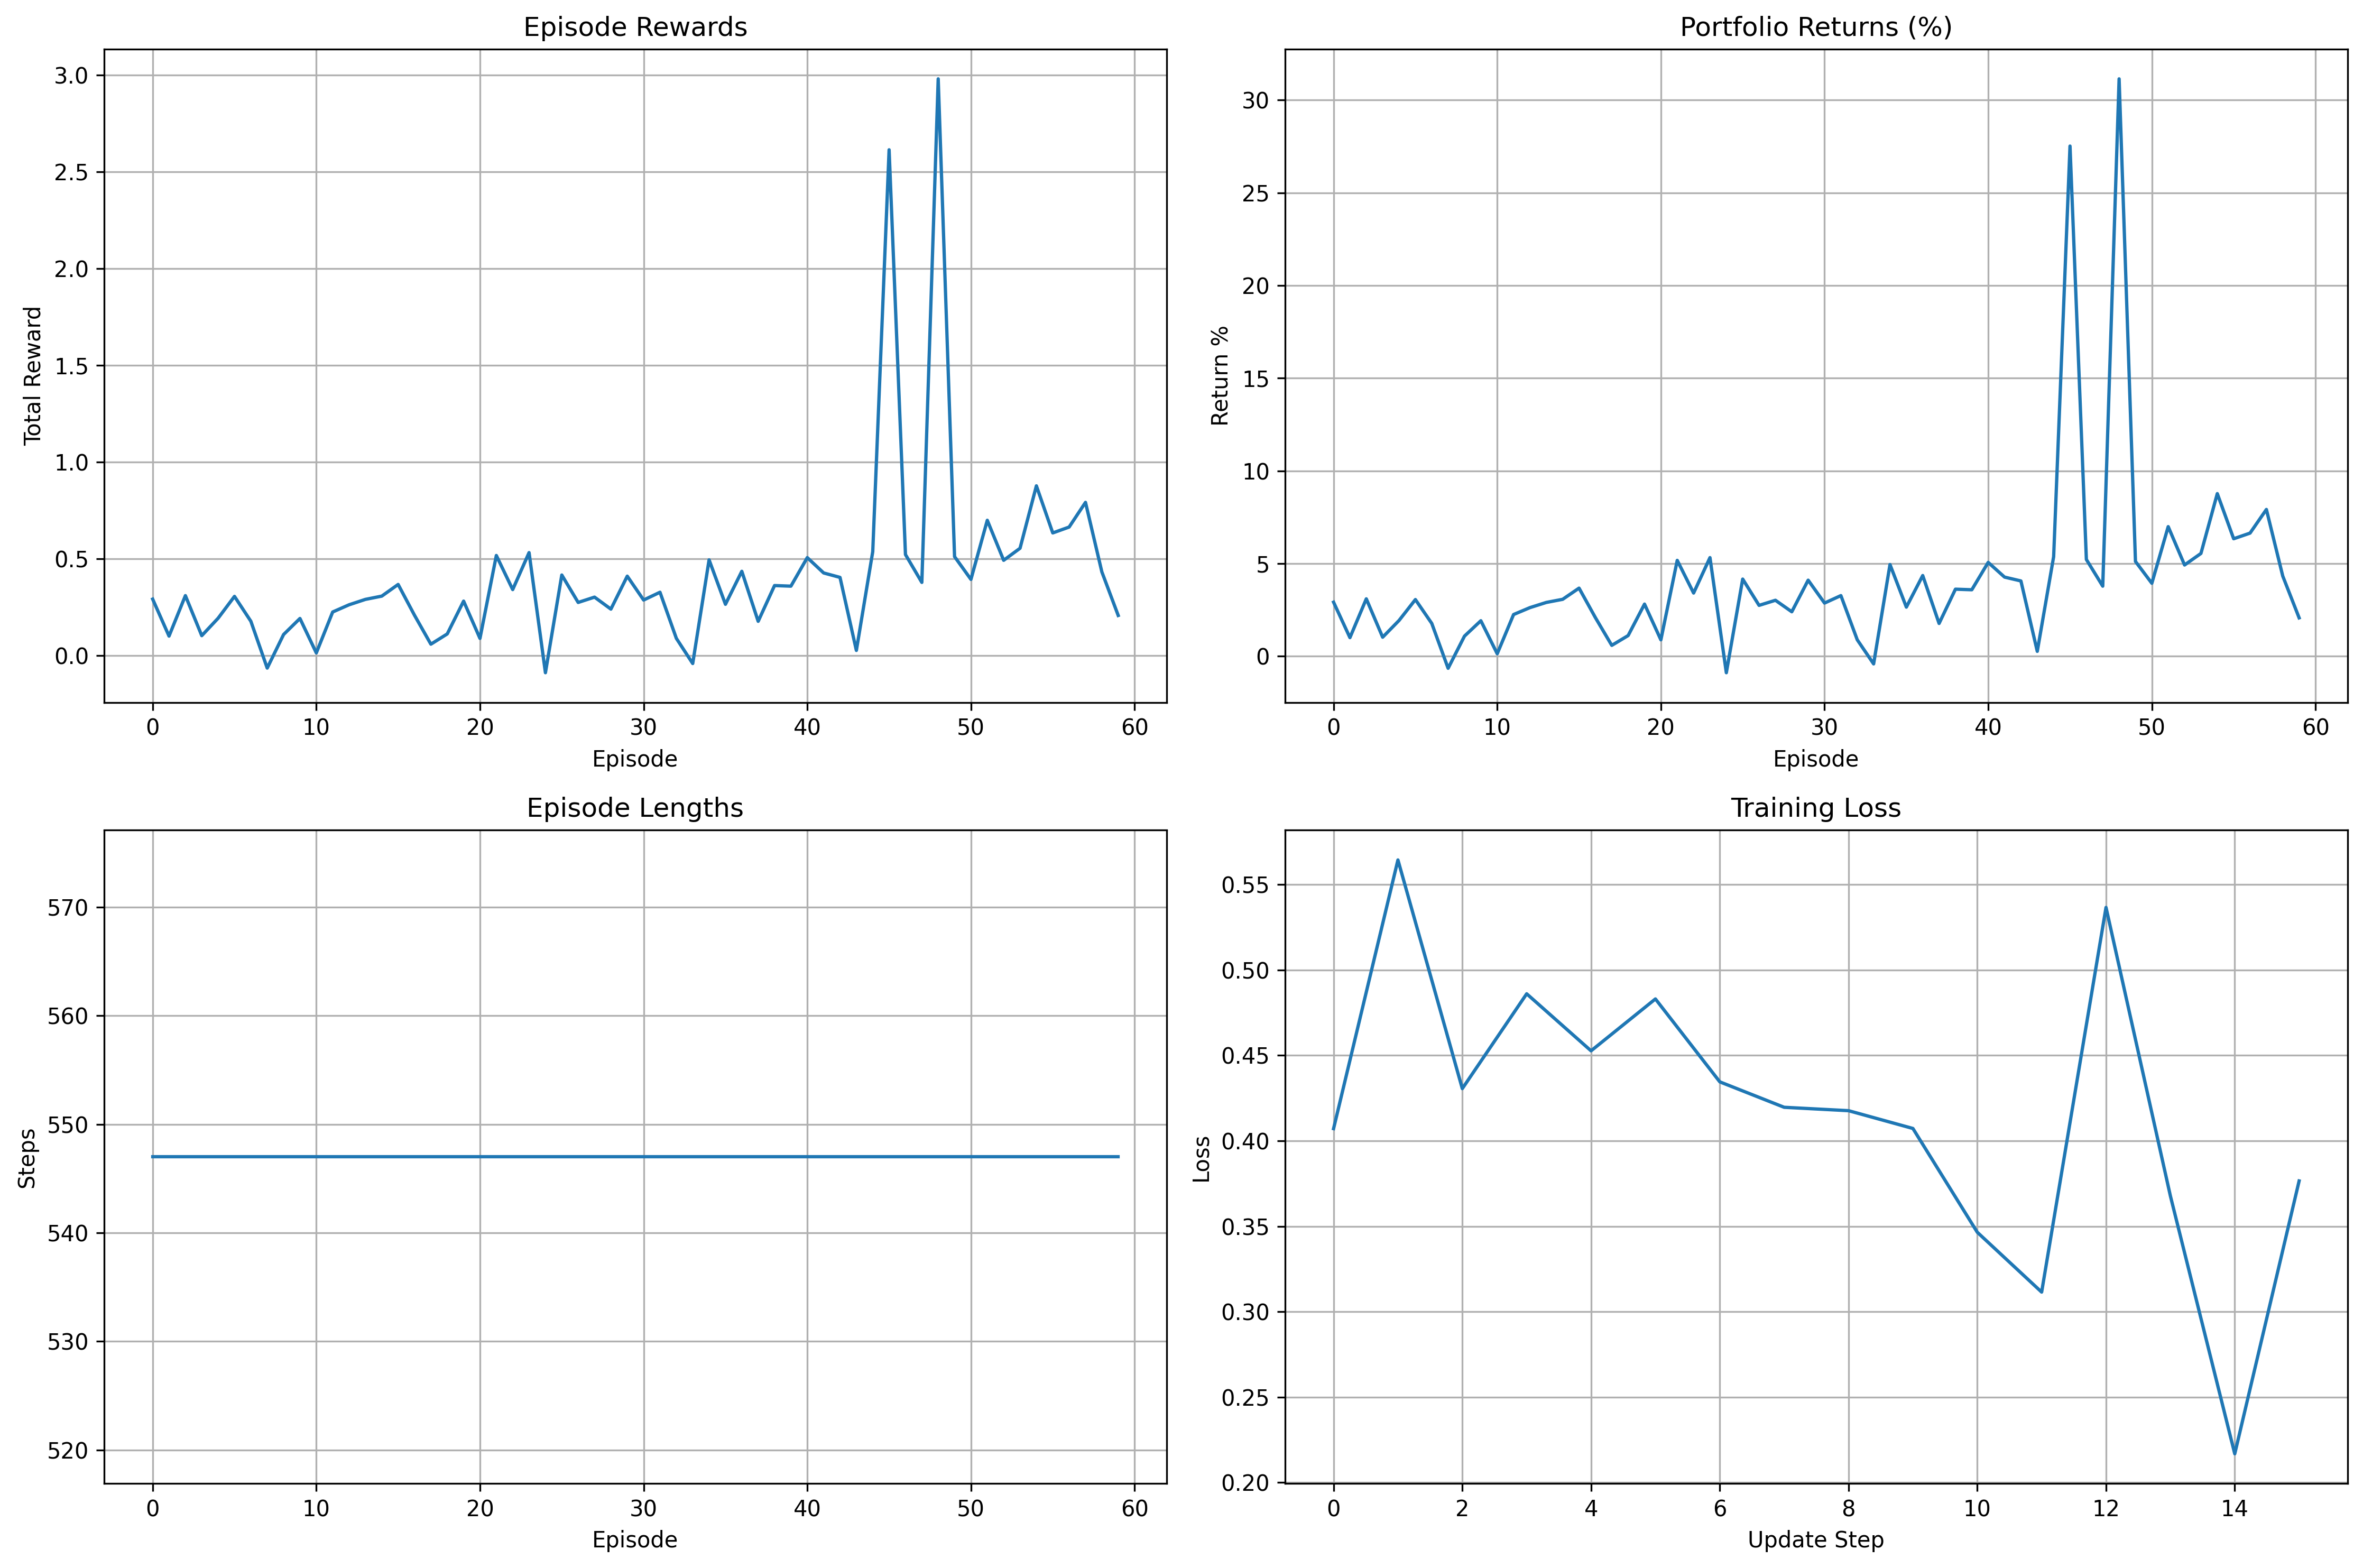 Episode Rewards
Total Reward
3.0
2.5
2.0
1.5
1.0
0.5
0.0
0 10 20 30 40 50 60
Episode
Portfolio Returns (%)
Return %
30
25
20
15
10
5
0
0 10 20 30 40 50 60
Episode
Episode Lengths
Steps
570
560
550
540
530
520
0 10 20 30 40 50 60
Episode
Training Loss
Loss
0.55
0.50
0.45
0.40
0.35
0.30
0.25
0.20
0 2 4 6 8 10 12 14
Update Step